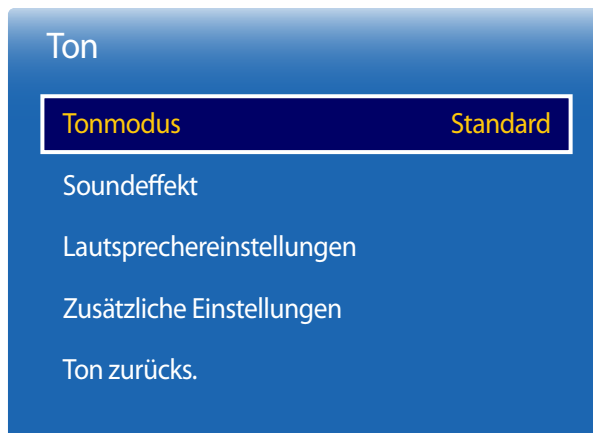 Ton
Tonmodus Standard
Soundeffekt
Lautsprechereinstellungen
Zusätzliche Einstellungen
Ton zurücks.